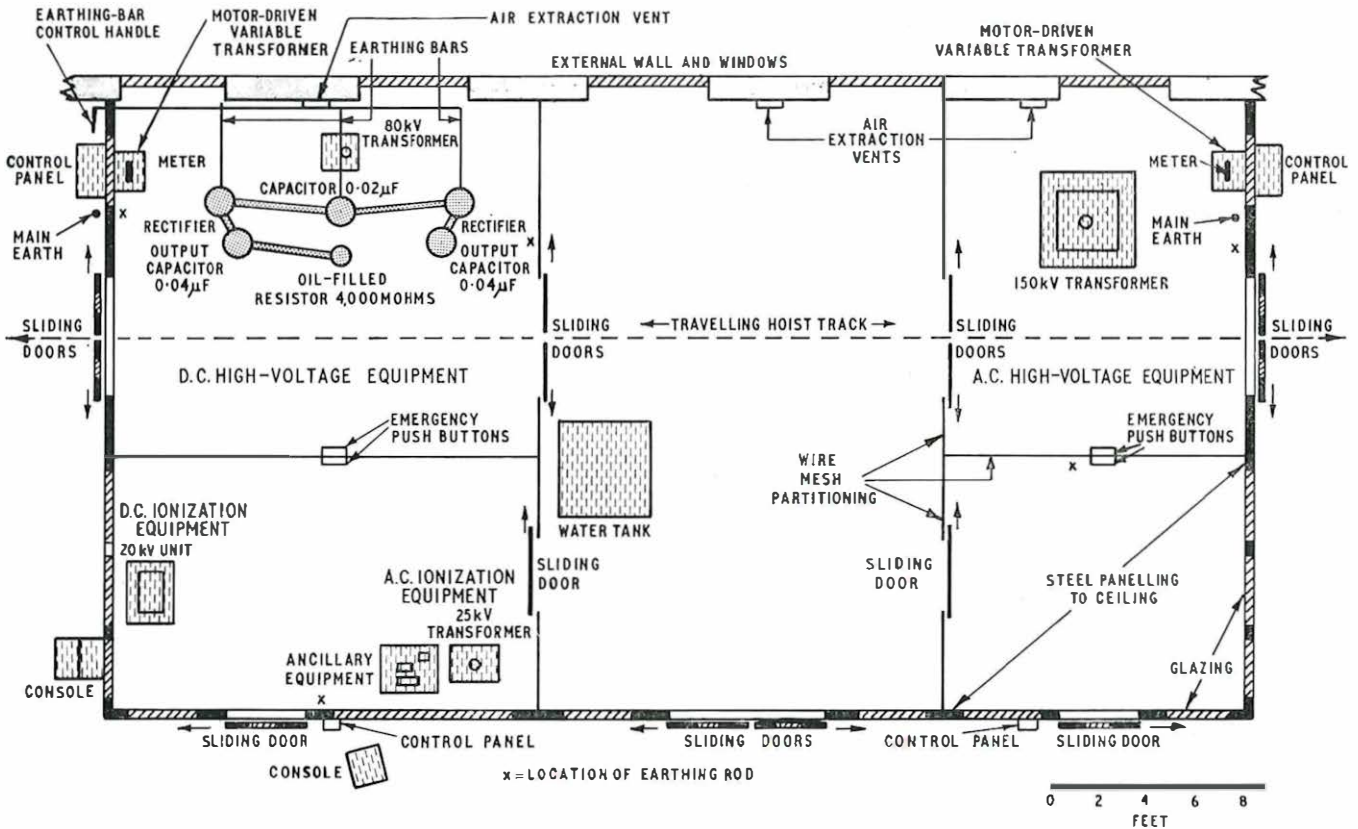 EARTHING-BAR
CONTROL HANDLE
MOTOR-DRIVEN
VARIABLE
TRANSFORMER
AIR EXTRACTION VENT
EARTHING BARS
EXTERNAL WALL AND WINDOWS
MOTOR-DRIVEN
VARIABLE TRANSFORMER
80kV
TRANSFORMER
AIR
EXTRACTION
VENTS
CONTROL
PANEL
METER
METER
CONTROL
PANEL
CAPACITOR 0·02µF
x
MAIN
EARTH
RECTIFIER
RECTIFIER
x
MAIN
EARTH
x
OUTPUT
CAPACITOR
0·04µF
OUTPUT
CAPACITOR
0·04µF
OIL-FILLED
RESISTOR 4,000MOHMS
150kV TRANSFORMER
SLIDING
DOORS
SLIDING
DOORS
TRAVELLING HOIST TRACK
SLIDING
DOORS
SLIDING
DOORS
D.C. HIGH-VOLTAGE EQUIPMENT
A.C. HIGH-VOLTAGE EQUIPMENT
EMERGENCY
PUSH BUTTONS
EMERGENCY
PUSH BUTTONS
x
WIRE
MESH
PARTITIONING
D.C. IONIZATION
EQUIPMENT
20kV UNIT
WATER TANK
A.C. IONIZATION
EQUIPMENT
25kV
TRANSFORMER
SLIDING
DOOR
SLIDING
DOOR
STEEL PANELLING
TO CEILING
ANCILLARY
EQUIPMENT
GLAZING
CONSOLE
x
SLIDING DOOR
CONTROL PANEL
SLIDING DOORS
CONTROL PANEL
SLIDING DOOR
CONSOLE
x=LOCATION OF EARTHING ROD
0 2 4 6 8
FEET